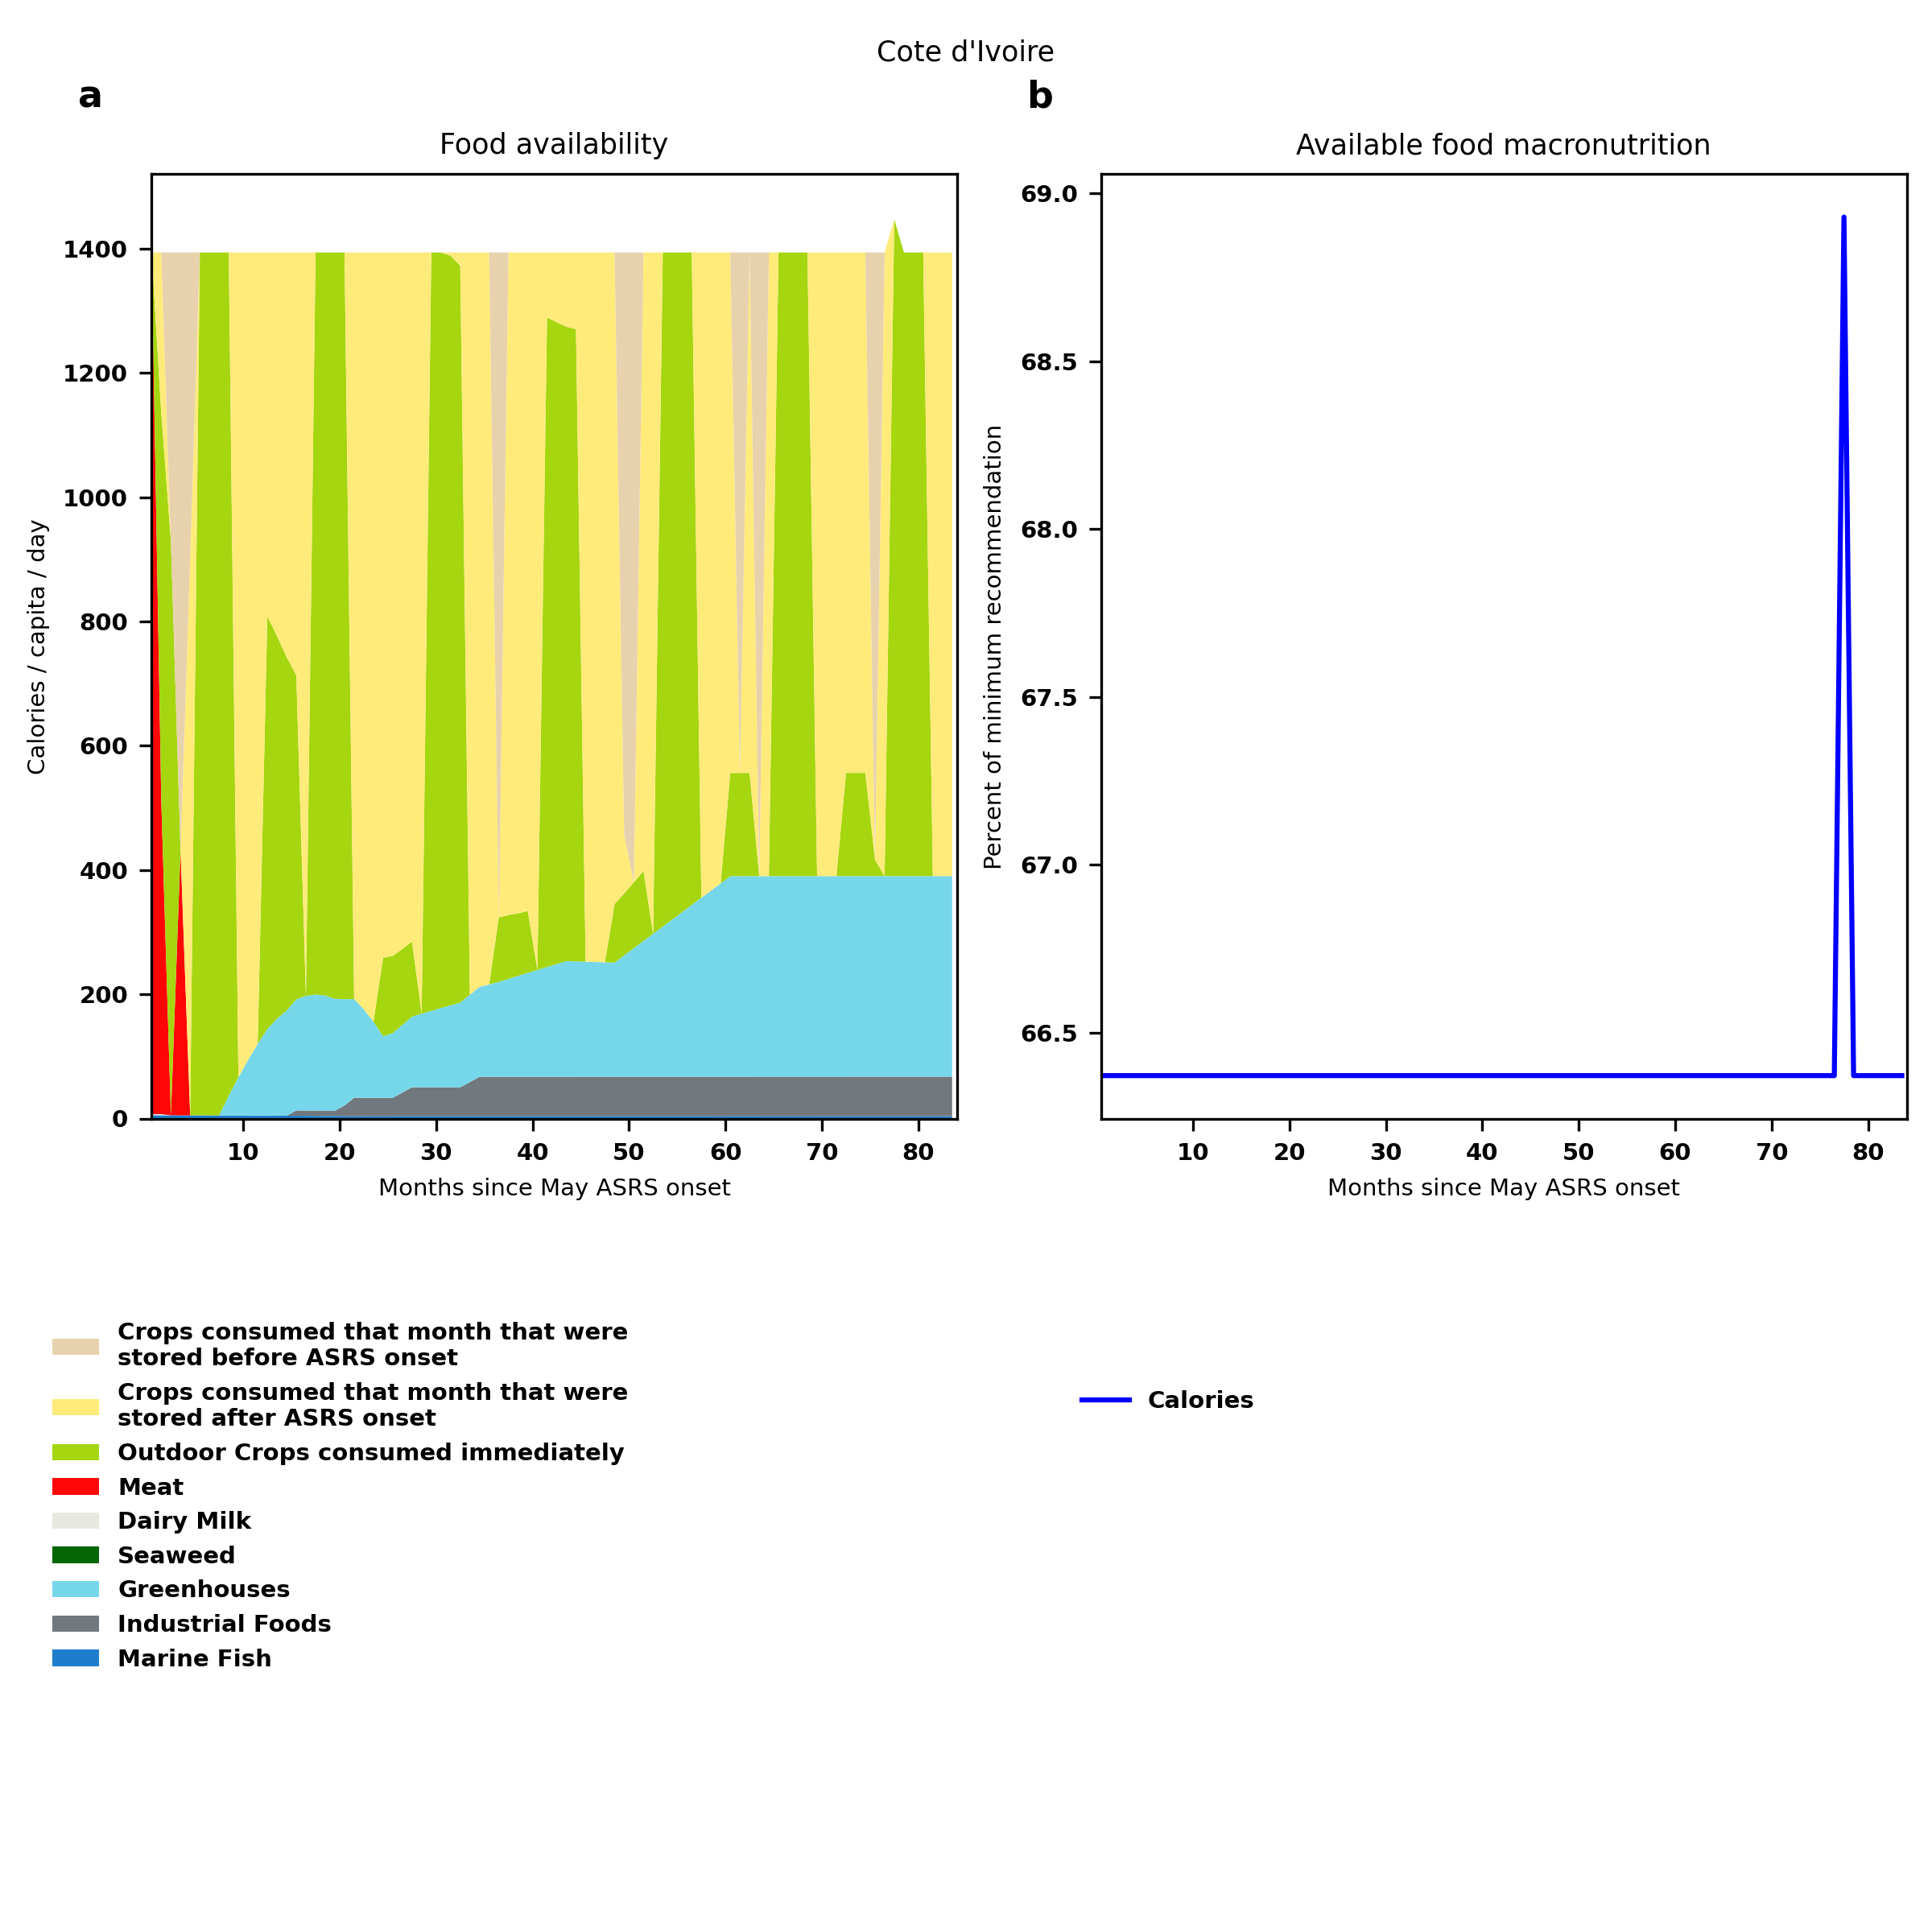 Cote d'Ivoire
a
b
Food availability
Available food macronutrition
Calories / capita / day
1400
1200
1000
800
600
400
200
0
10 20 30 40 50 60 70 80
Months since May ASRS onset
Percent of minimum recommendation
69.0
68.5
68.0
67.5
67.0
66.5
10 20 30 40 50 60 70 80
Months since May ASRS onset
Crops consumed that month that were
stored before ASRS onset
Crops consumed that month that were
stored after ASRS onset
Outdoor Crops consumed immediately
Meat
Dairy Milk
Seaweed
Greenhouses
Industrial Foods
Marine Fish
Calories